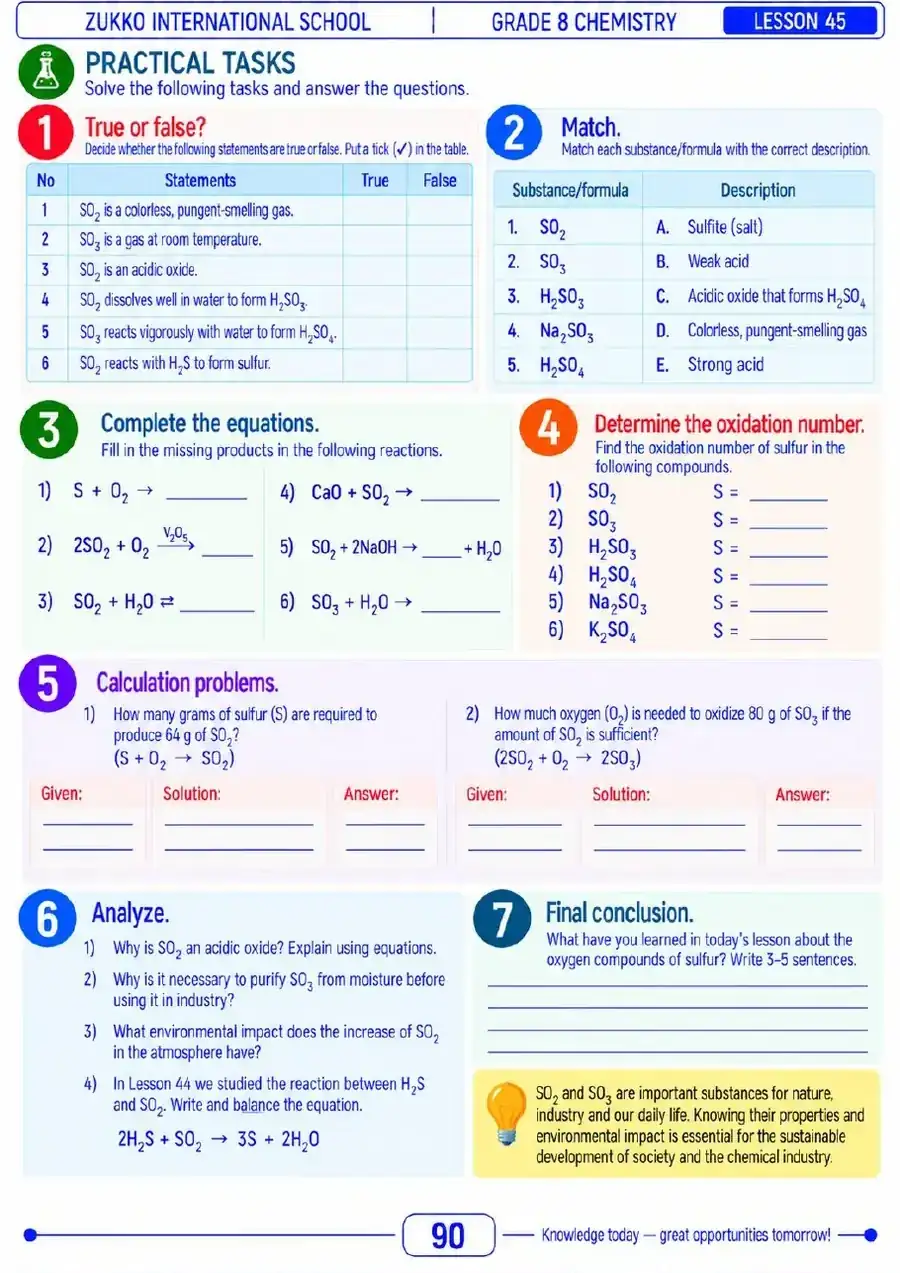 ZUKKO INTERNATIONAL SCHOOL | GRADE 8 CHEMISTRY LESSON 45
PRACTICAL TASKS
Solve the following tasks and answer the questions.
1 True or false?
Decide whether the following statements are true or false. Put a tick (✓) in the table.
No Statements True False
1 SO₂ is a colorless, pungent-smelling gas.
2 SO₃ is a gas at room temperature.
3 SO₂ is an acidic oxide.
4 SO₂ dissolves well in water to form H₂SO₃.
5 SO₃ reacts vigorously with water to form H₂SO₄.
6 SO₂ reacts with H₂S to form sulfur.
2 Match.
Match each substance/formula with the correct description.
Substance/formula Description
1. SO₂ A. Sulfite (salt)
2. SO₃ B. Weak acid
3. H₂SO₃ C. Acidic oxide that forms H₂SO₄
4. Na₂SO₃ D. Colorless, pungent-smelling gas
5. H₂SO₄ E. Strong acid
3 Complete the equations.
Fill in the missing products in the following reactions.
1) S + O₂ → ________
2) 2SO₂ + O₂ —V₂O₅→ ________
3) SO₂ + H₂O ⇄ ________
4) CaO + SO₂ → ________
5) SO₂ + 2NaOH → ____ + H₂O
6) SO₃ + H₂O → ________
4 Determine the oxidation number.
Find the oxidation number of sulfur in the
following compounds.
1) SO₂ S = ________
2) SO₃ S = ________
3) H₂SO₃ S = ________
4) H₂SO₄ S = ________
5) Na₂SO₃ S = ________
6) K₂SO₄ S = ________
5 Calculation problems.
1) How many grams of sulfur (S) are required to
produce 64 g of SO₂?
(S + O₂ → SO₂)
Given: Solution: Answer:
2) How much oxygen (O₂) is needed to oxidize 80 g of SO₃ if the
amount of SO₂ is sufficient?
(2SO₂ + O₂ → 2SO₃)
Given: Solution: Answer:
6 Analyze.
1) Why is SO₂ an acidic oxide? Explain using equations.
2) Why is it necessary to purify SO₃ from moisture before
using it in industry?
3) What environmental impact does the increase of SO₂
in the atmosphere have?
4) In Lesson 44 we studied the reaction between H₂S
and SO₂. Write and balance the equation.
2H₂S + SO₂ → 3S + 2H₂O
7 Final conclusion.
What have you learned in today's lesson about the
oxygen compounds of sulfur? Write 3–5 sentences.
SO₂ and SO₃ are important substances for nature,
industry and our daily life. Knowing their properties and
environmental impact is essential for the sustainable
development of society and the chemical industry.
90
Knowledge today — great opportunities tomorrow!